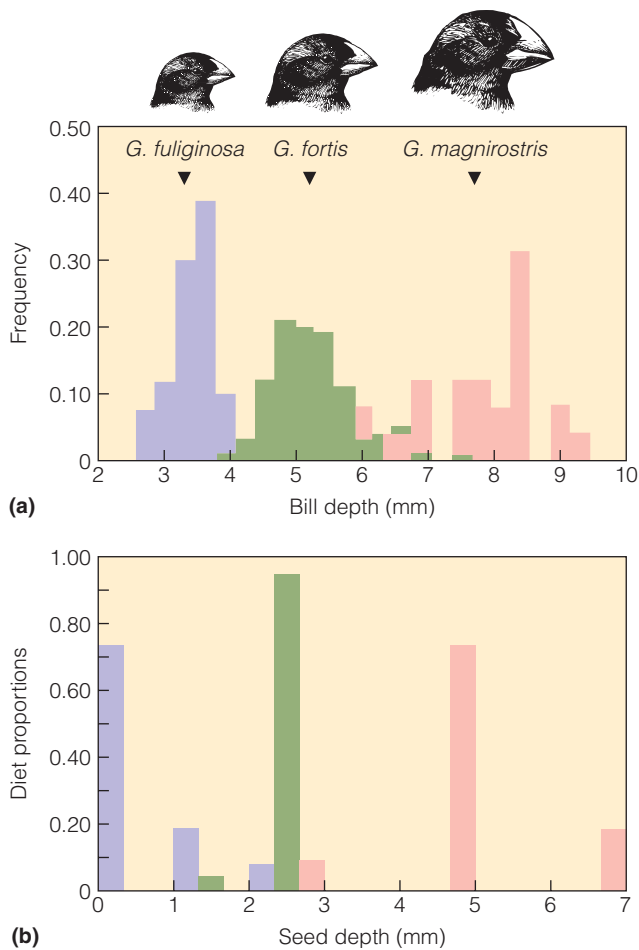 0.50
G. fuliginosa G. fortis G. magnirostris
0.40
0.30
0.20
0.10
0
Frequency
2 3 4 5 6 7 8 9 10
Bill depth (mm)
(a)
1.00
0.80
0.60
0.40
0.20
0
Diet proportions
0 1 2 3 4 5 6 7
Seed depth (mm)
(b)